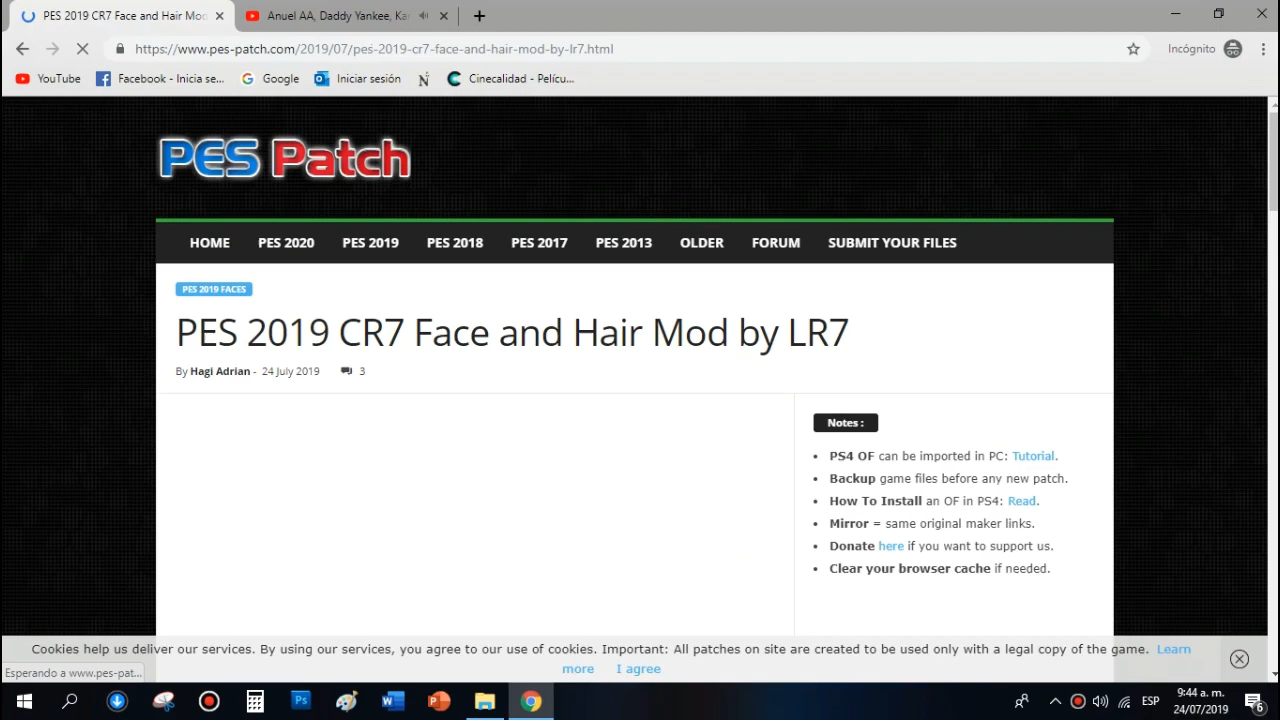 PES 2019 CR7 Face and Hair Mod
Anuel AA, Daddy Yankee, Ka
https://www.pes-patch.com/2019/07/pes-2019-cr7-face-and-hair-mod-by-lr7.html
Incógnito
YouTube
Facebook - Inicia se...
Google
Iniciar sesión
Cinecalidad - Pelícu...
PES Patch
HOME PES 2020 PES 2019 PES 2018 PES 2017 PES 2013 OLDER FORUM SUBMIT YOUR FILES
PES 2019 FACES
PES 2019 CR7 Face and Hair Mod by LR7
By Hagi Adrian - 24 July 2019 3
Notes :
PS4 OF can be imported in PC: Tutorial.
Backup game files before any new patch.
How To Install an OF in PS4: Read.
Mirror = same original maker links.
Donate here if you want to support us.
Clear your browser cache if needed.
Cookies help us deliver our services. By using our services, you agree to our use of cookies. Important: All patches on site are created to be used only with a legal copy of the game. Learn
more I agree
Esperando a www.pes-pat...
Ps
ESP
9:44 a. m.
24/07/2019
6